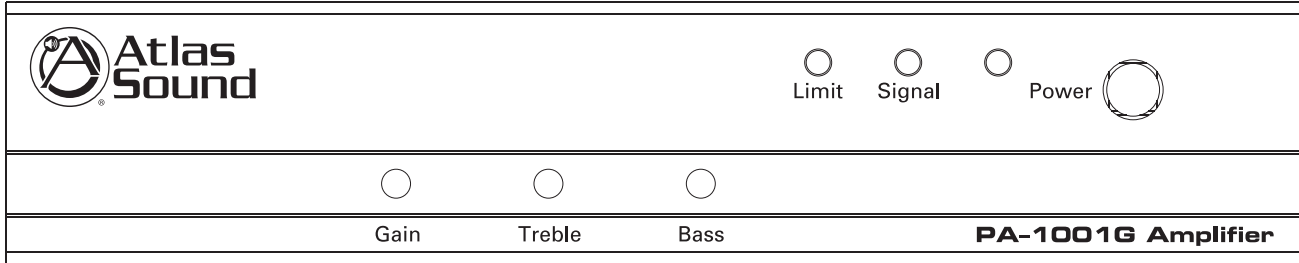 Atlas
Sound
®
Limit Signal Power
Gain Treble Bass
PA-1001G Amplifier